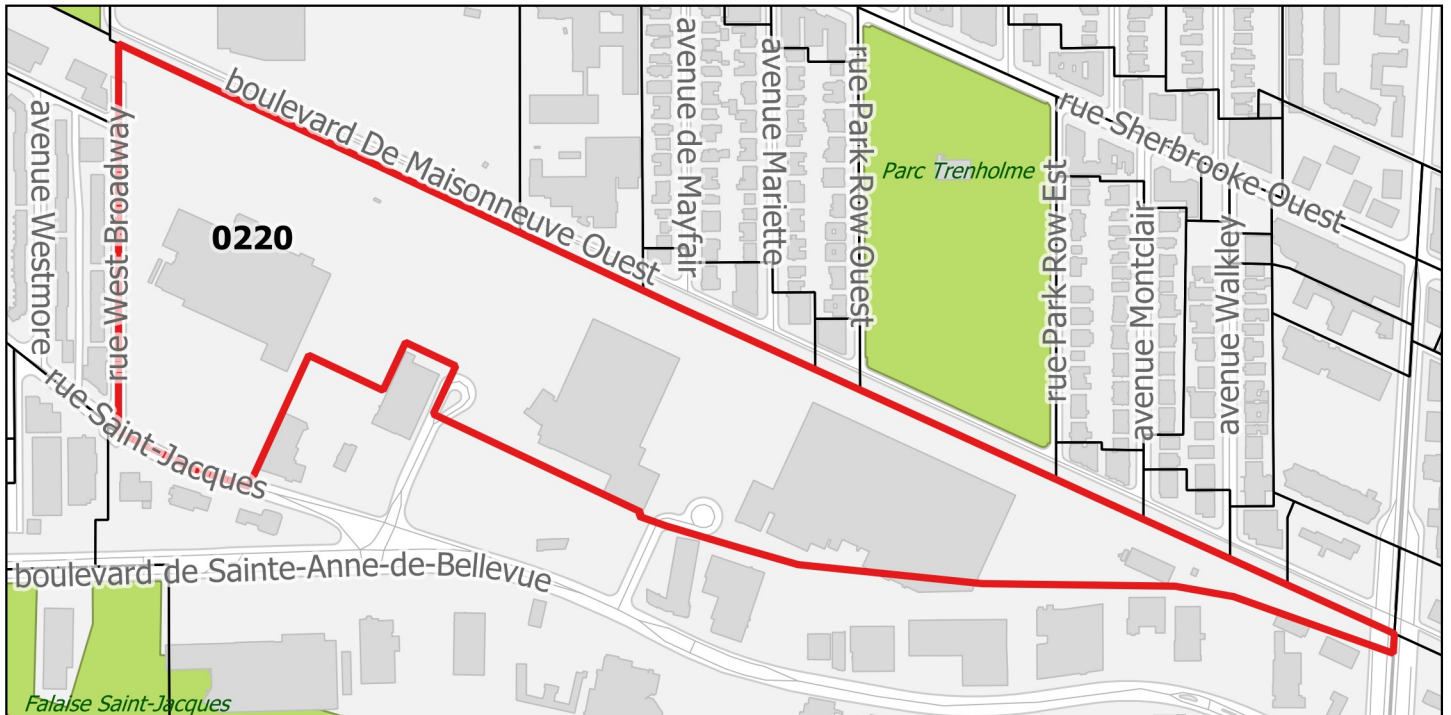 avenue Westmore
rue West Broadway
boulevard De Maisonneuve Ouest
0220
avenue de Mayfair
avenue Mariette
rue Park Row Ouest
Parc Trenholme
rue Park Row Est
rue Sherbrooke Ouest
avenue Montclair
avenue Walkley
rue Saint-Jacques
boulevard de Sainte-Anne-de-Bellevue
Falaise Saint-Jacques